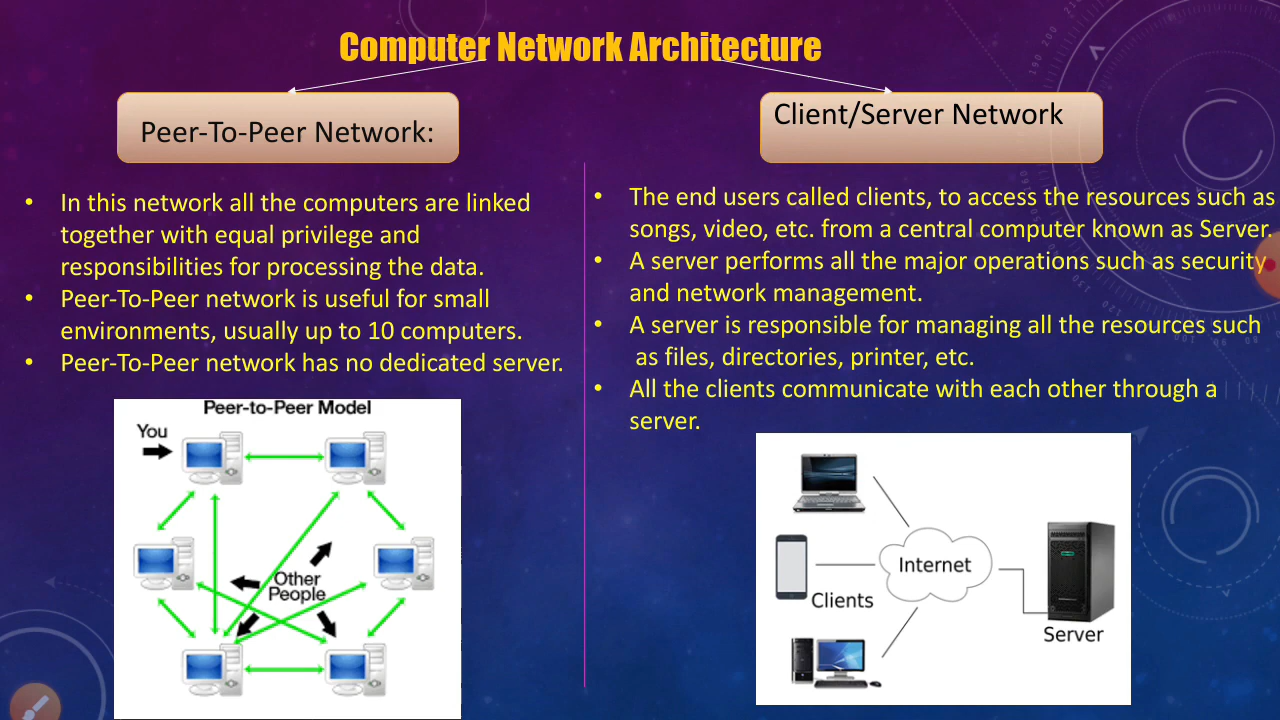 Computer Network Architecture
Peer-To-Peer Network:
• In this network all the computers are linked
together with equal privilege and
responsibilities for processing the data.
• Peer-To-Peer network is useful for small
environments, usually up to 10 computers.
• Peer-To-Peer network has no dedicated server.
Peer-to-Peer Model
You
Other
People
Client/Server Network
• The end users called clients, to access the resources such as
songs, video, etc. from a central computer known as Server.
• A server performs all the major operations such as security
and network management.
• A server is responsible for managing all the resources such
as files, directories, printer, etc.
• All the clients communicate with each other through a
server.
Internet
Clients
Server